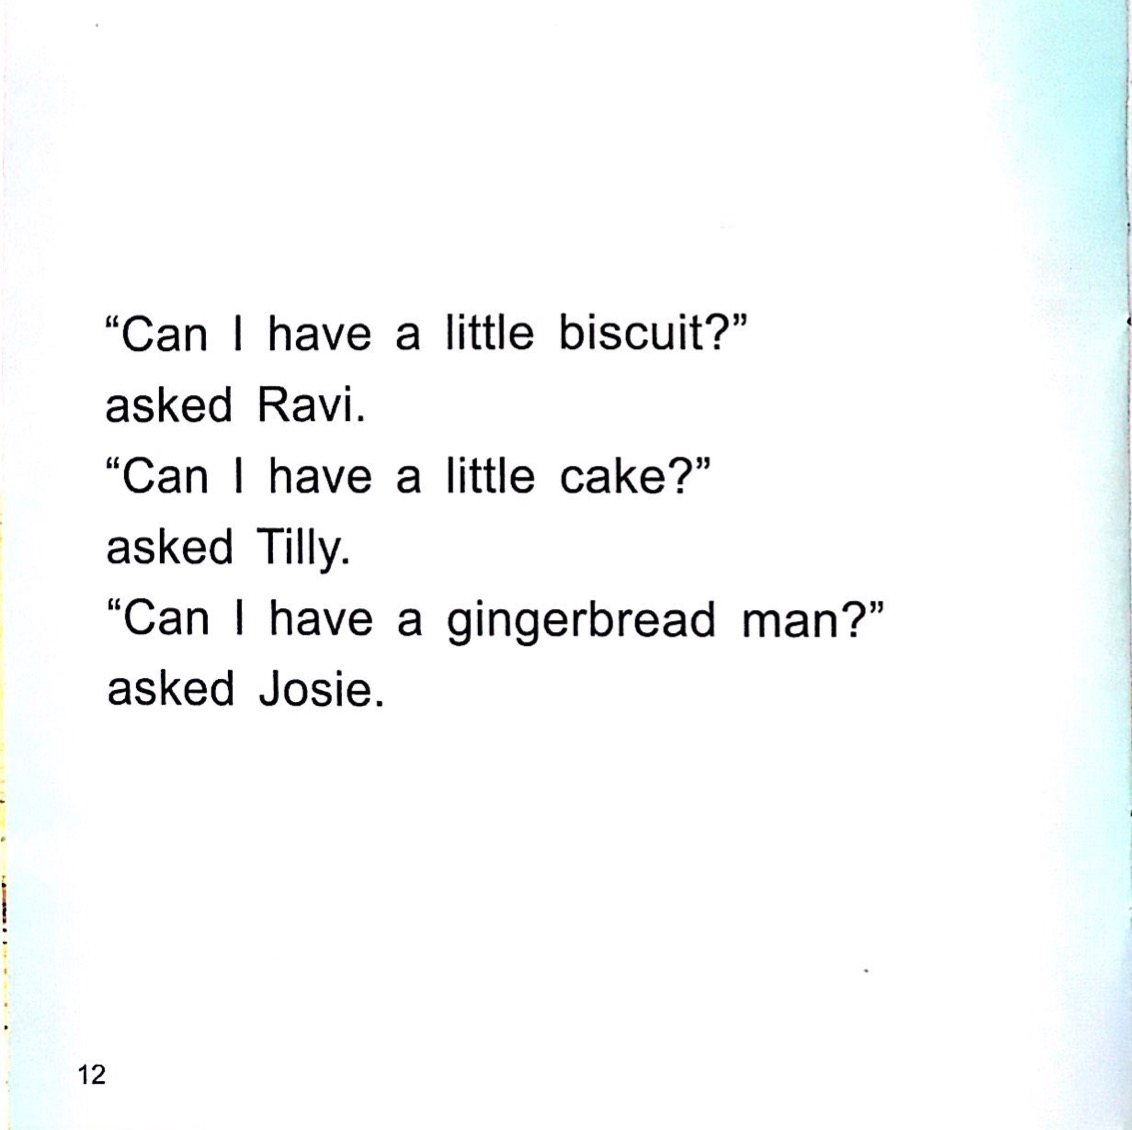 “Can I have a little biscuit?”
asked Ravi.
“Can I have a little cake?”
asked Tilly.
“Can I have a gingerbread man?”
asked Josie.
12